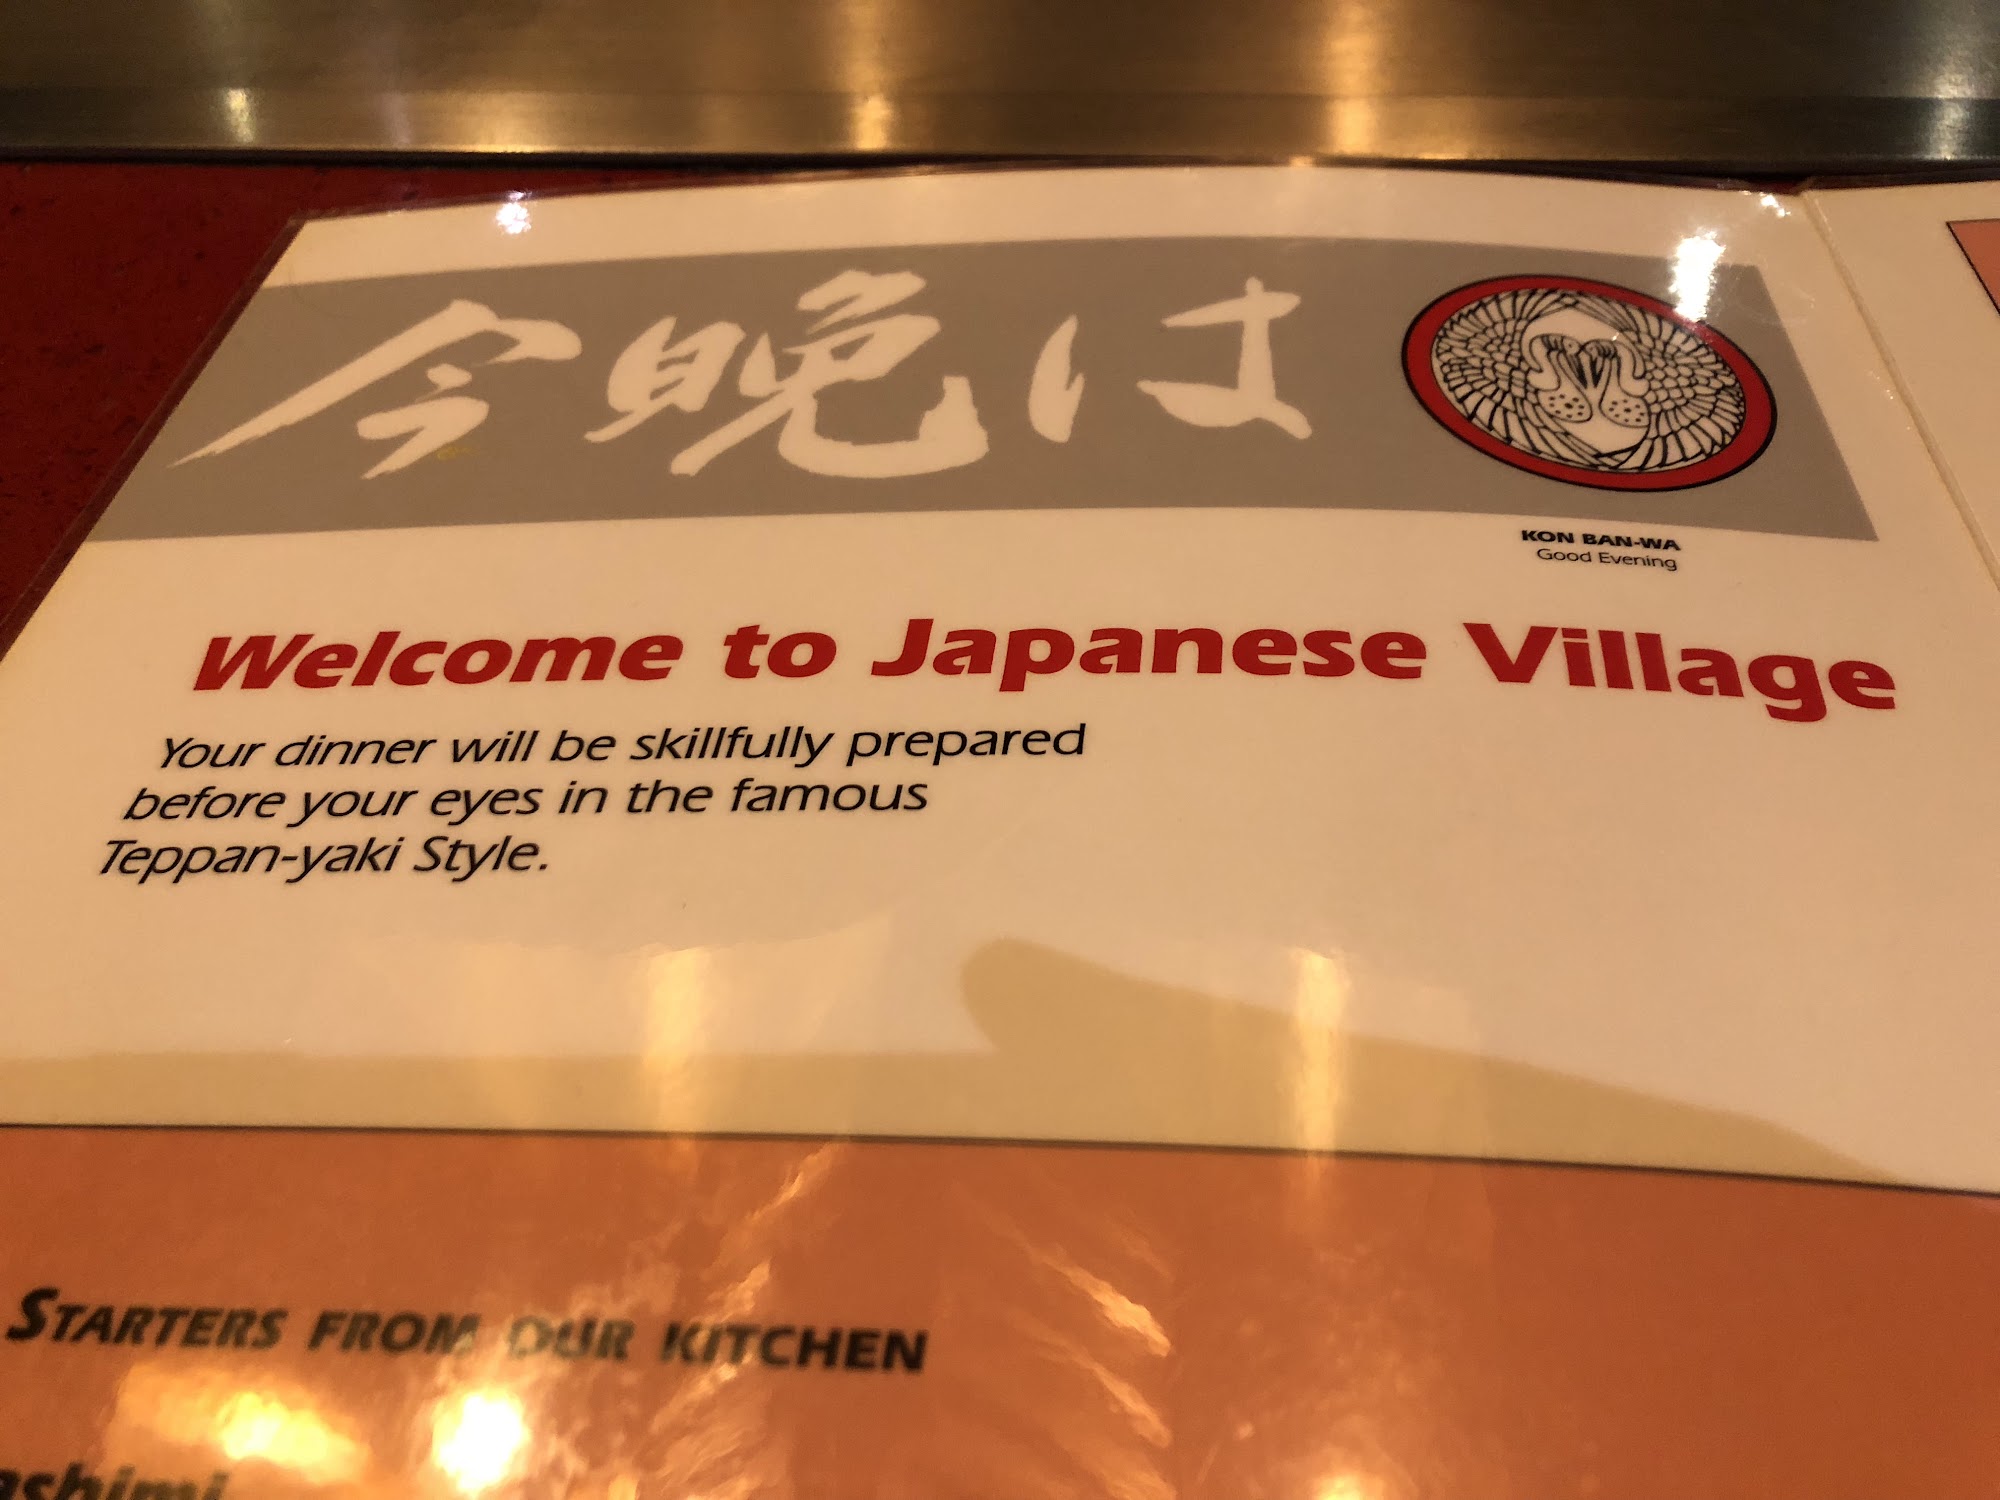 今晩は
KON BAN-WA
Good Evening
Welcome to Japanese Village
Your dinner will be skillfully prepared
before your eyes in the famous
Teppan-yaki Style.
STARTERS FROM OUR KITCHEN